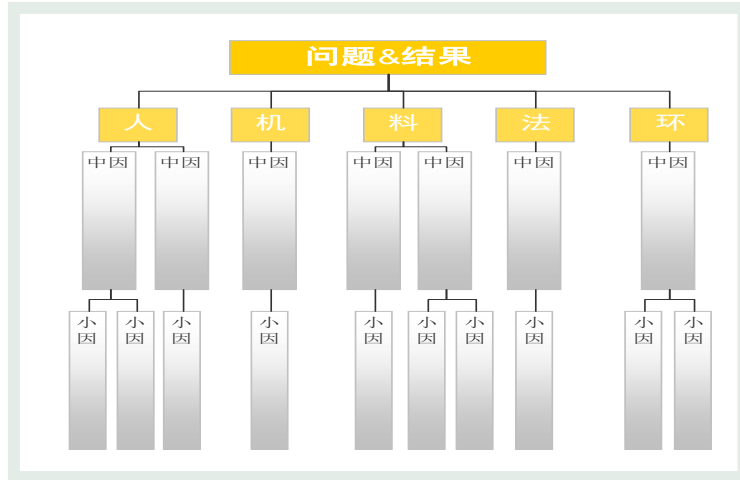 问题&结果
人 机 料 法 环
中因 中因 中因 中因 中因 中因 中因
小因 小因 小因 小因 小因 小因 小因 小因 小因 小因